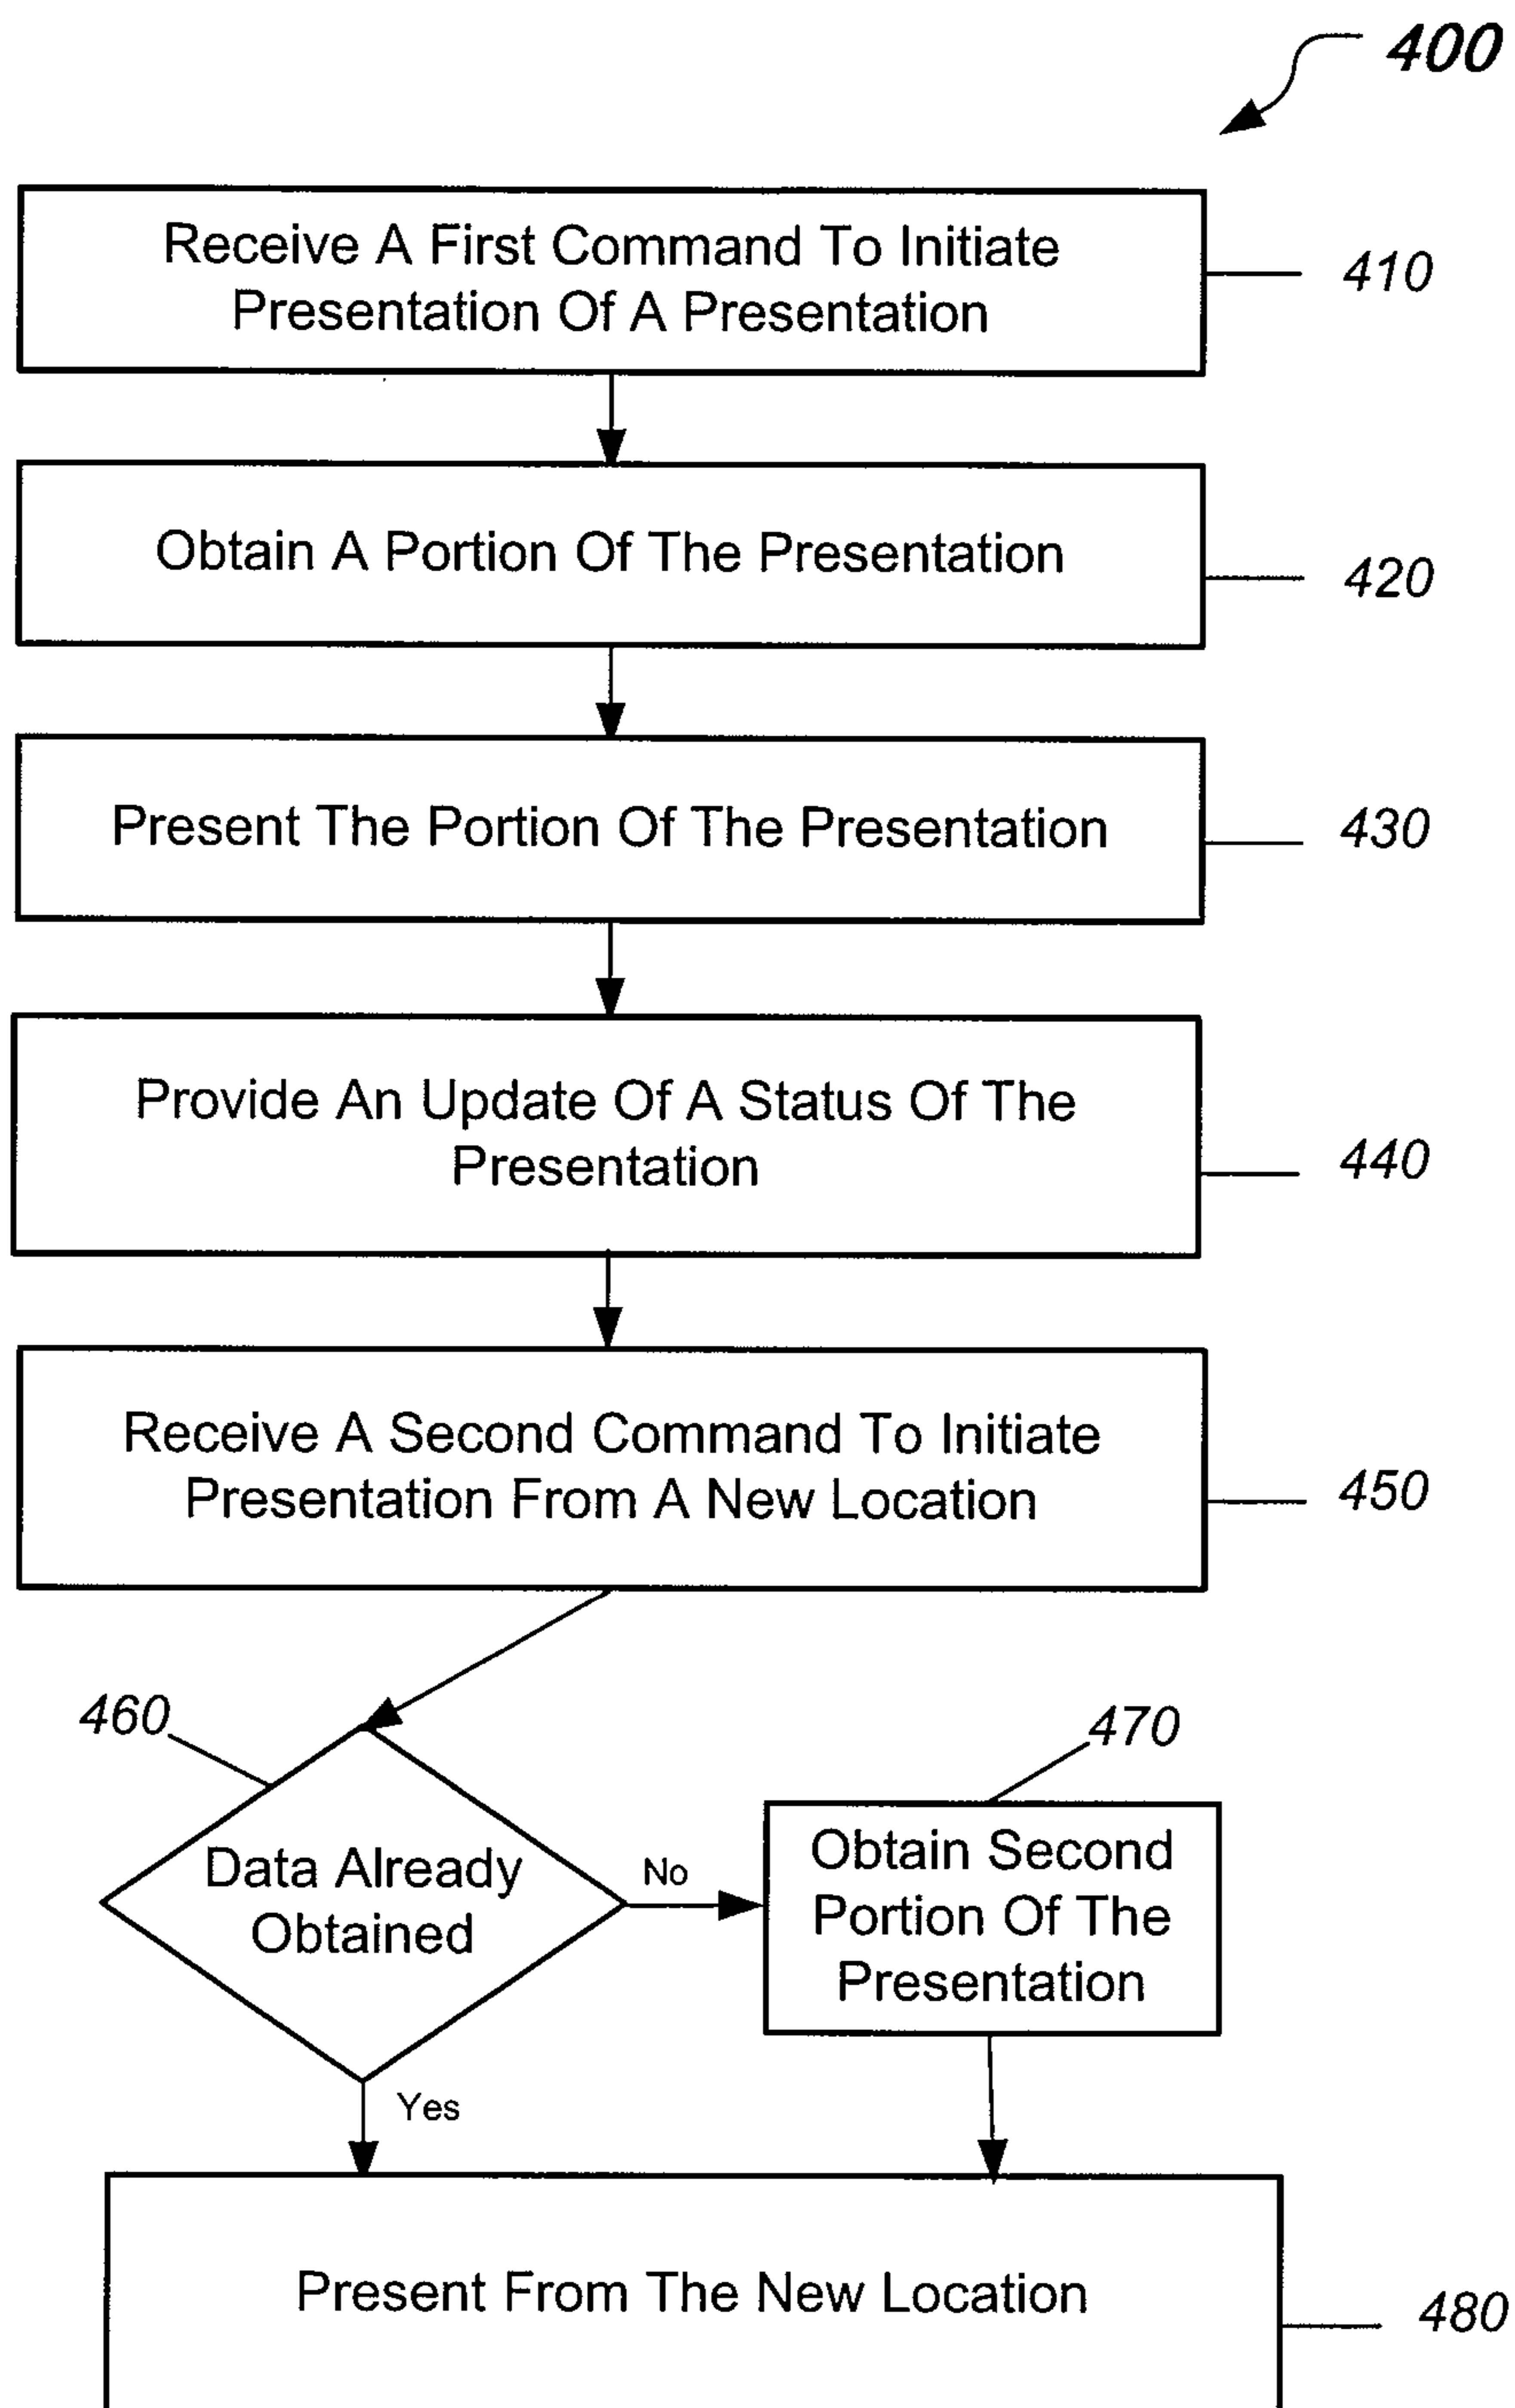 400
Receive A First Command To Initiate
Presentation Of A Presentation
410
Obtain A Portion Of The Presentation
420
Present The Portion Of The Presentation
430
Provide An Update Of A Status Of The
Presentation
440
Receive A Second Command To Initiate
Presentation From A New Location
450
460
470
Data Already
Obtained
No
Obtain Second
Portion Of The
Presentation
Yes
Present From The New Location
480